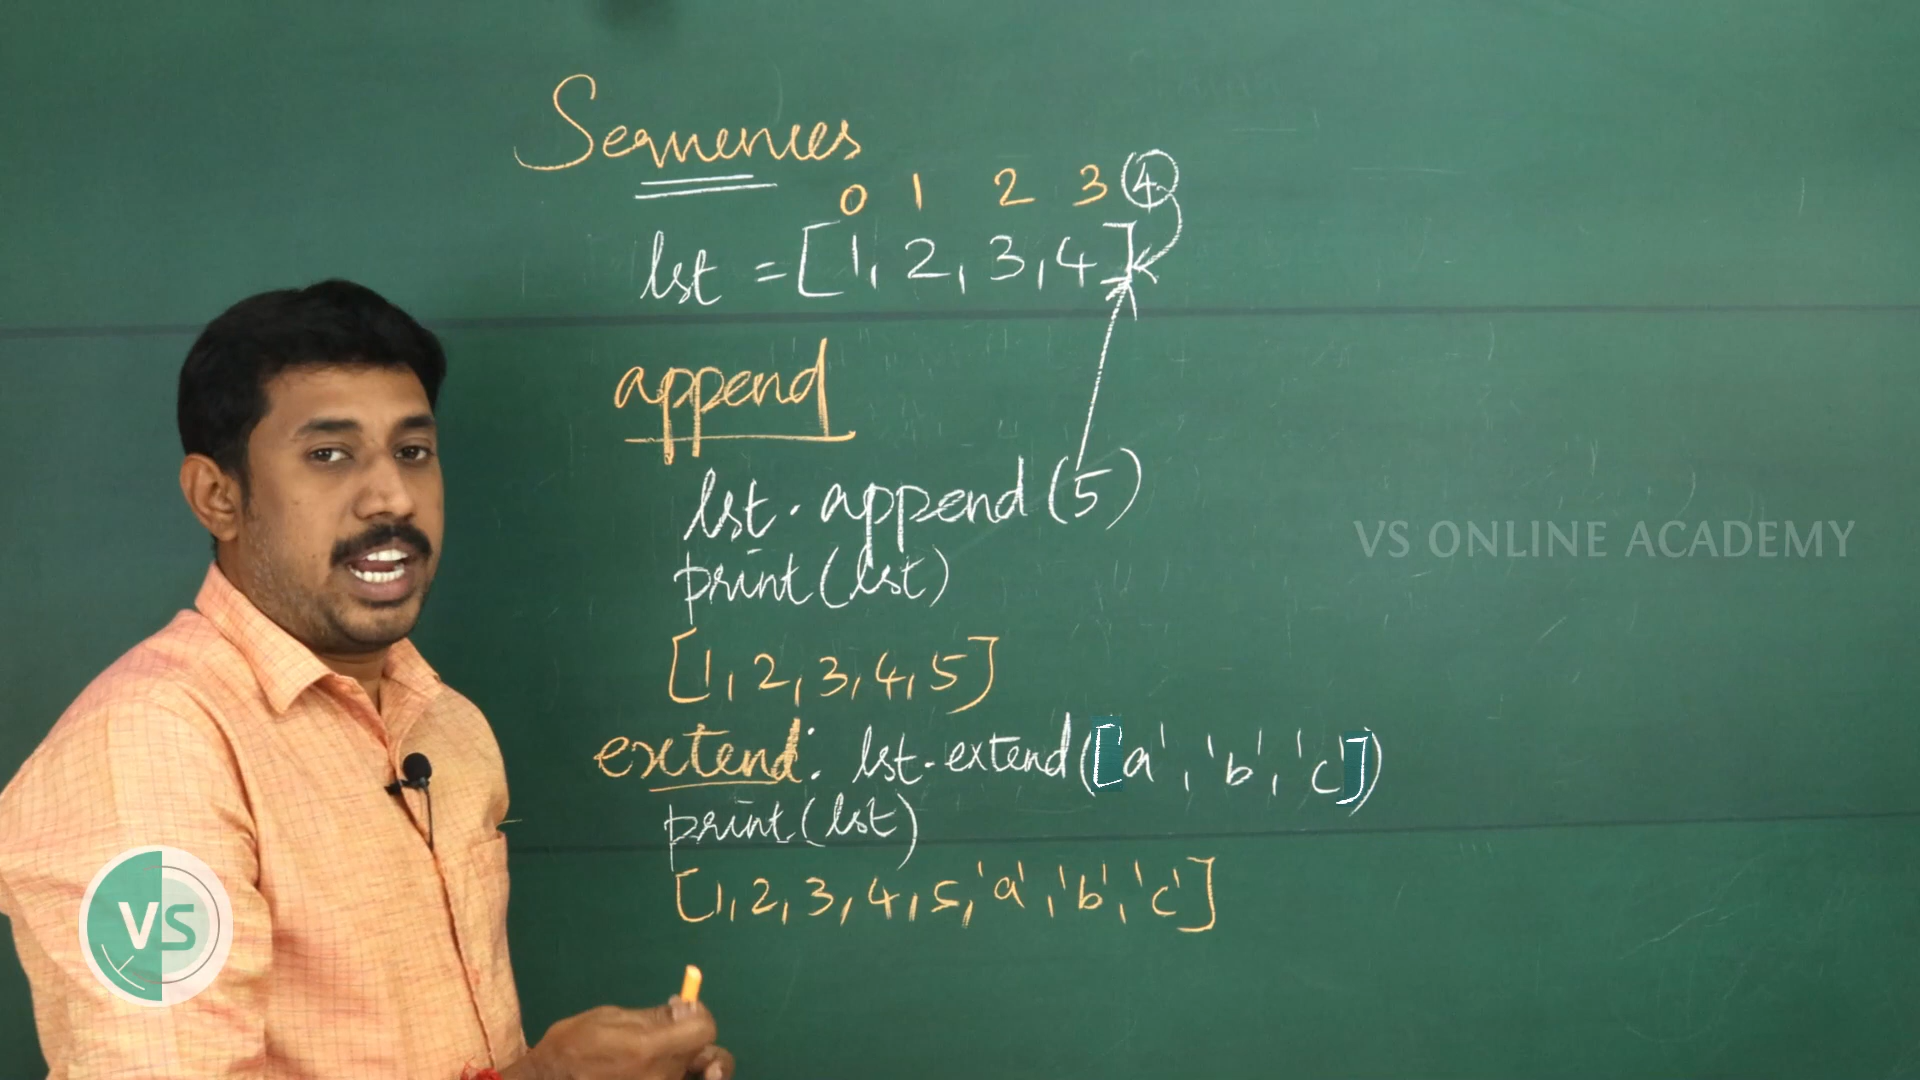 Sequences
0 1 2 3 4
lst = [1, 2, 3, 4]
append
lst.append(5)
print(lst)
[1, 2, 3, 4, 5]
extend: lst.extend([a', 'b', 'c'])
print(lst)
[1, 2, 3, 4, 5, 'a', 'b', 'c']
VS ONLINE ACADEMY
VS